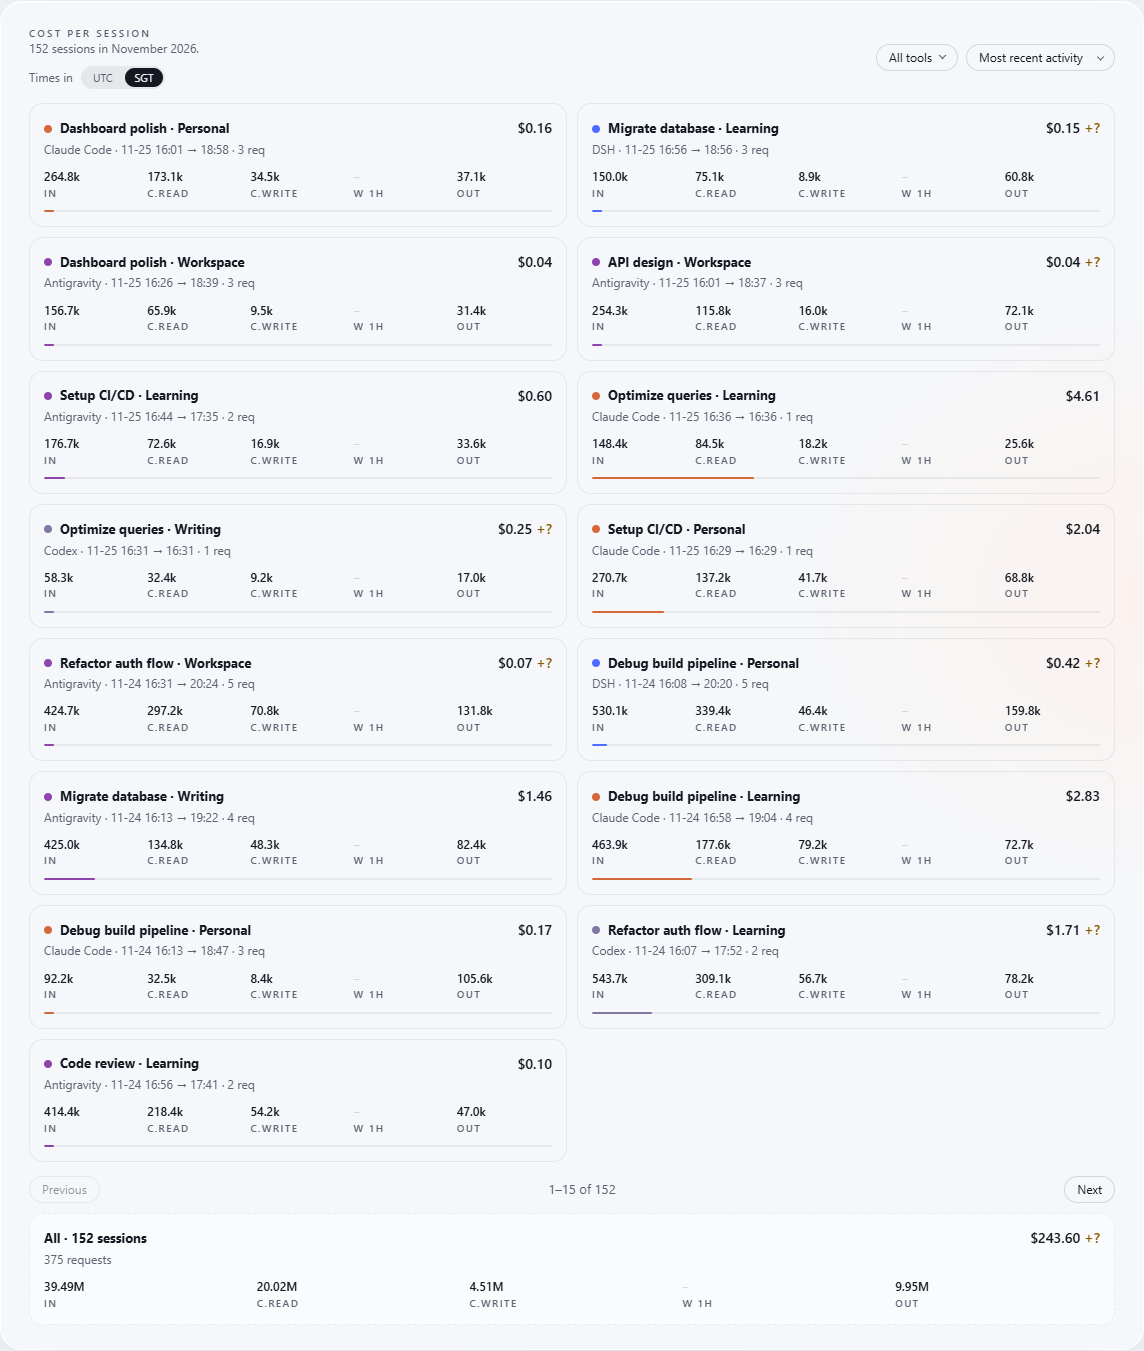 COST PER SESSION
152 sessions in November 2026.
Times in UTC SGT
All tools
Most recent activity
Dashboard polish · Personal $0.16
Claude Code · 11-25 16:01 → 18:58 · 3 req
264.8k 173.1k 34.5k – 37.1k
IN C.READ C.WRITE W 1H OUT
Migrate database · Learning $0.15 +?
DSH · 11-25 16:56 → 18:56 · 3 req
150.0k 75.1k 8.9k – 60.8k
IN C.READ C.WRITE W 1H OUT
Dashboard polish · Workspace $0.04
Antigravity · 11-25 16:26 → 18:39 · 3 req
156.7k 65.9k 9.5k – 31.4k
IN C.READ C.WRITE W 1H OUT
API design · Workspace $0.04 +?
Antigravity · 11-25 16:01 → 18:37 · 3 req
254.3k 115.8k 16.0k – 72.1k
IN C.READ C.WRITE W 1H OUT
Setup CI/CD · Learning $0.60
Antigravity · 11-25 16:44 → 17:35 · 2 req
176.7k 72.6k 16.9k – 33.6k
IN C.READ C.WRITE W 1H OUT
Optimize queries · Learning $4.61
Claude Code · 11-25 16:36 → 16:36 · 1 req
148.4k 84.5k 18.2k – 25.6k
IN C.READ C.WRITE W 1H OUT
Optimize queries · Writing $0.25 +?
Codex · 11-25 16:31 → 16:31 · 1 req
58.3k 32.4k 9.2k – 17.0k
IN C.READ C.WRITE W 1H OUT
Setup CI/CD · Personal $2.04
Claude Code · 11-25 16:29 → 16:29 · 1 req
270.7k 137.2k 41.7k – 68.8k
IN C.READ C.WRITE W 1H OUT
Refactor auth flow · Workspace $0.07 +?
Antigravity · 11-24 16:31 → 20:24 · 5 req
424.7k 297.2k 70.8k – 131.8k
IN C.READ C.WRITE W 1H OUT
Debug build pipeline · Personal $0.42 +?
DSH · 11-24 16:08 → 20:20 · 5 req
530.1k 339.4k 46.4k – 159.8k
IN C.READ C.WRITE W 1H OUT
Migrate database · Writing $1.46
Antigravity · 11-24 16:13 → 19:22 · 4 req
425.0k 134.8k 48.3k – 82.4k
IN C.READ C.WRITE W 1H OUT
Debug build pipeline · Learning $2.83
Claude Code · 11-24 16:58 → 19:04 · 4 req
463.9k 177.6k 79.2k – 72.7k
IN C.READ C.WRITE W 1H OUT
Debug build pipeline · Personal $0.17
Claude Code · 11-24 16:13 → 18:47 · 3 req
92.2k 32.5k 8.4k – 105.6k
IN C.READ C.WRITE W 1H OUT
Refactor auth flow · Learning $1.71 +?
Codex · 11-24 16:07 → 17:52 · 2 req
543.7k 309.1k 56.7k – 78.2k
IN C.READ C.WRITE W 1H OUT
Code review · Learning $0.10
Antigravity · 11-24 16:56 → 17:41 · 2 req
414.4k 218.4k 54.2k – 47.0k
IN C.READ C.WRITE W 1H OUT
Previous 1–15 of 152 Next
All · 152 sessions $243.60 +?
375 requests
39.49M 20.02M 4.51M – 9.95M
IN C.READ C.WRITE W 1H OUT